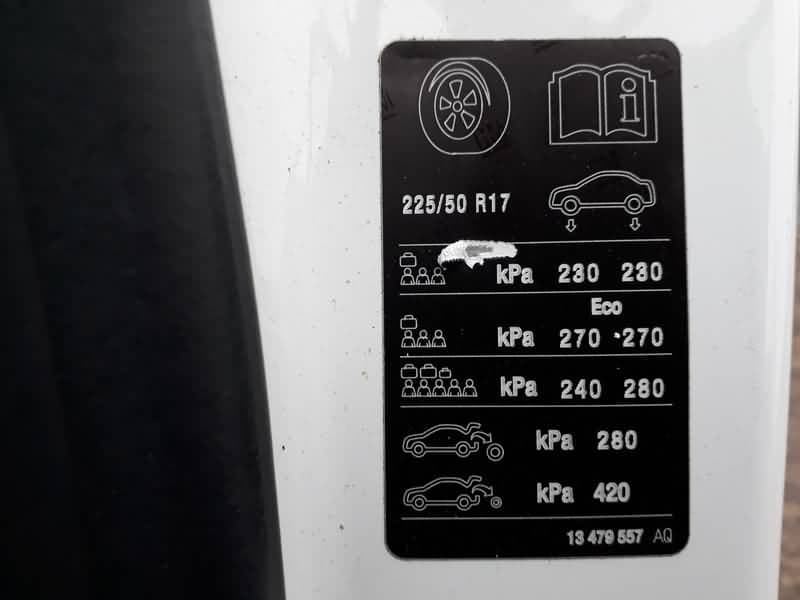 i
225/50 R17
kPa 230 230
Eco
kPa 270 270
kPa 240 280
kPa 280
kPa 420
13 479 557 AQ